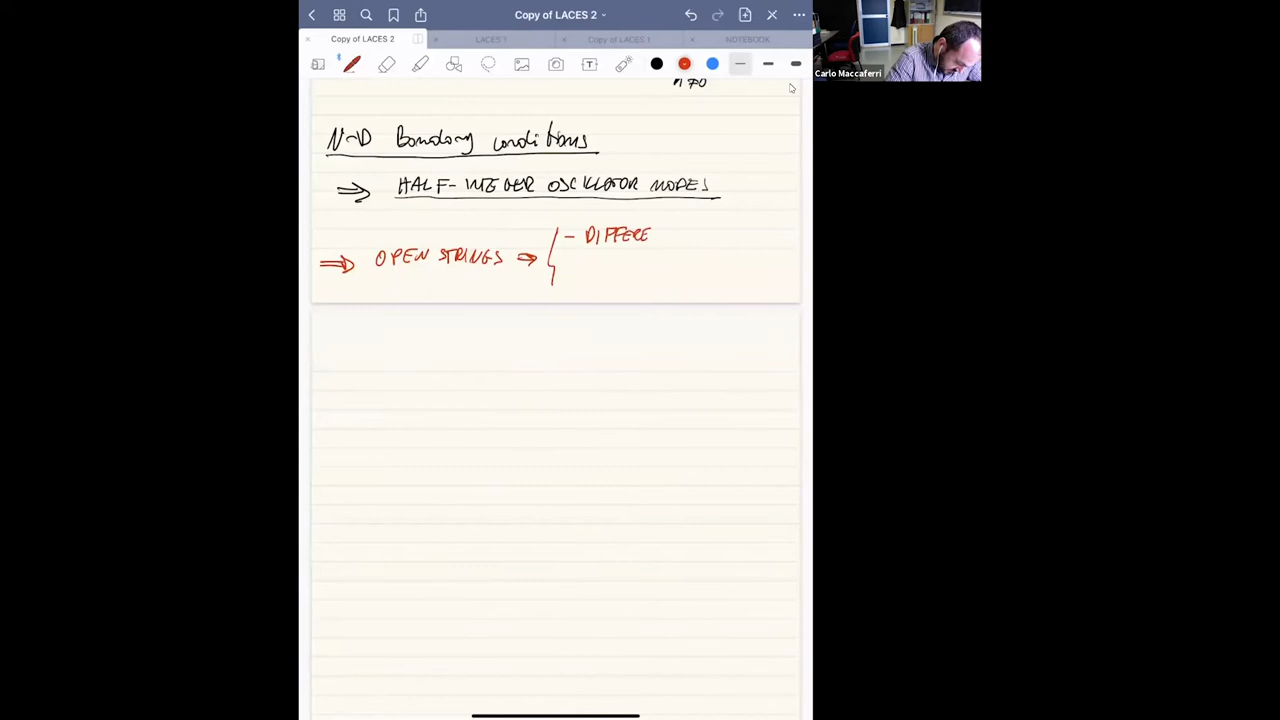 Copy of LACES 2
Copy of LACES 2
LACES 1
Copy of LACES 1
NOTEBOOK
Carlo Maccaferri
n≠0
N-D Boundary conditions
⇒ HALF-INTEGER OSCILLATOR MODES
⇒ OPEN STRINGS ⇒ { - DIFFERE